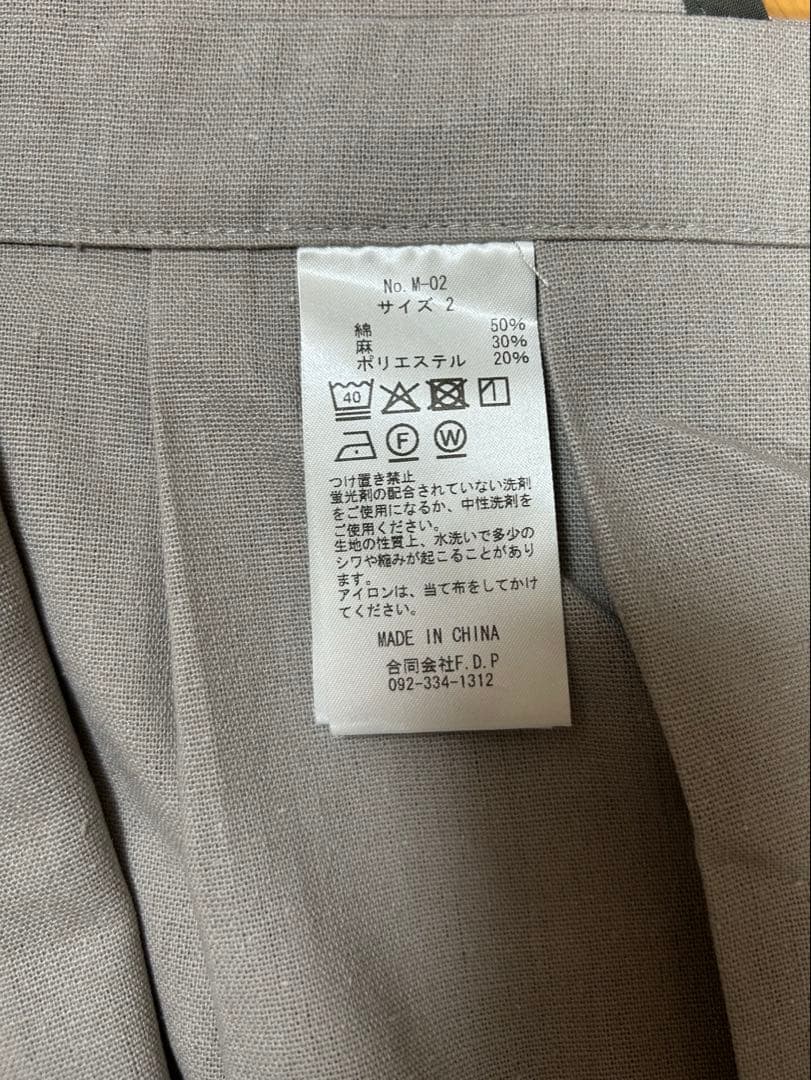 No. M-02
サイズ 2
綿 50%
麻 30%
ポリエステル 20%
40
F W
つけ置き禁止
蛍光剤の配合されていない洗剤
をご使用になるか、中性洗剤を
ご使用ください。
生地の性質上、水洗いで多少の
シワや縮みが起こることがあり
ます。
アイロンは、当て布をしてかけ
てください。
MADE IN CHINA
合同会社F.D.P
092-334-1312